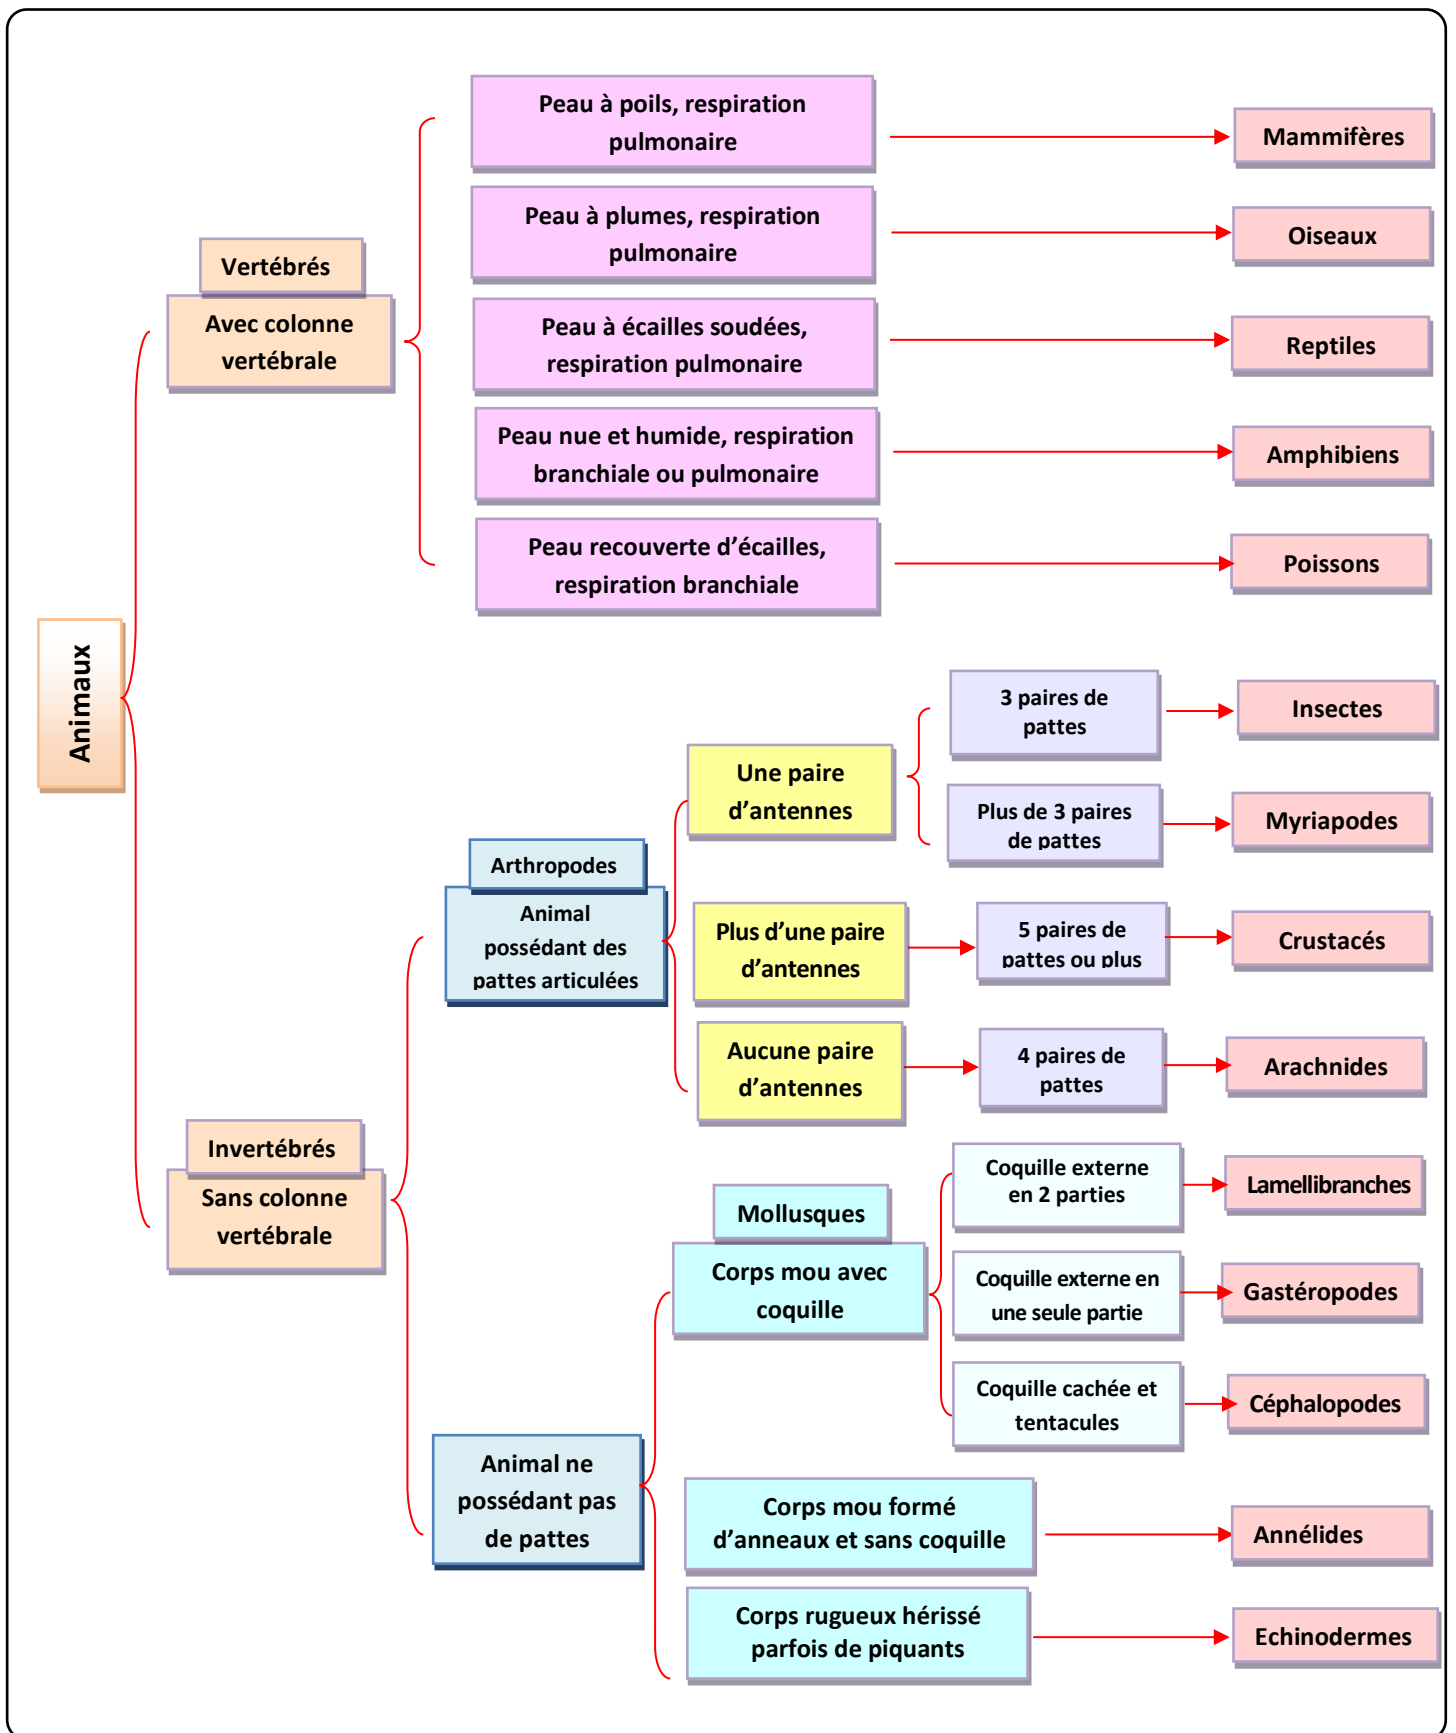 Animaux
Vertébrés
Avec colonne
vertébrale
Peau à poils, respiration
pulmonaire
Mammifères
Peau à plumes, respiration
pulmonaire
Oiseaux
Peau à écailles soudées,
respiration pulmonaire
Reptiles
Peau nue et humide, respiration
branchiale ou pulmonaire
Amphibiens
Peau recouverte d’écailles,
respiration branchiale
Poissons
Invertébrés
Sans colonne
vertébrale
Arthropodes
Animal
possédant des
pattes articulées
Une paire
d’antennes
3 paires de
pattes
Insectes
Plus de 3 paires
de pattes
Myriapodes
Plus d’une paire
d’antennes
5 paires de
pattes ou plus
Crustacés
Aucune paire
d’antennes
4 paires de
pattes
Arachnides
Animal ne
possédant pas
de pattes
Mollusques
Corps mou avec
coquille
Coquille externe
en 2 parties
Lamellibranches
Coquille externe en
une seule partie
Gastéropodes
Coquille cachée et
tentacules
Céphalopodes
Corps mou formé
d’anneaux et sans coquille
Annélides
Corps rugueux hérissé
parfois de piquants
Echinodermes